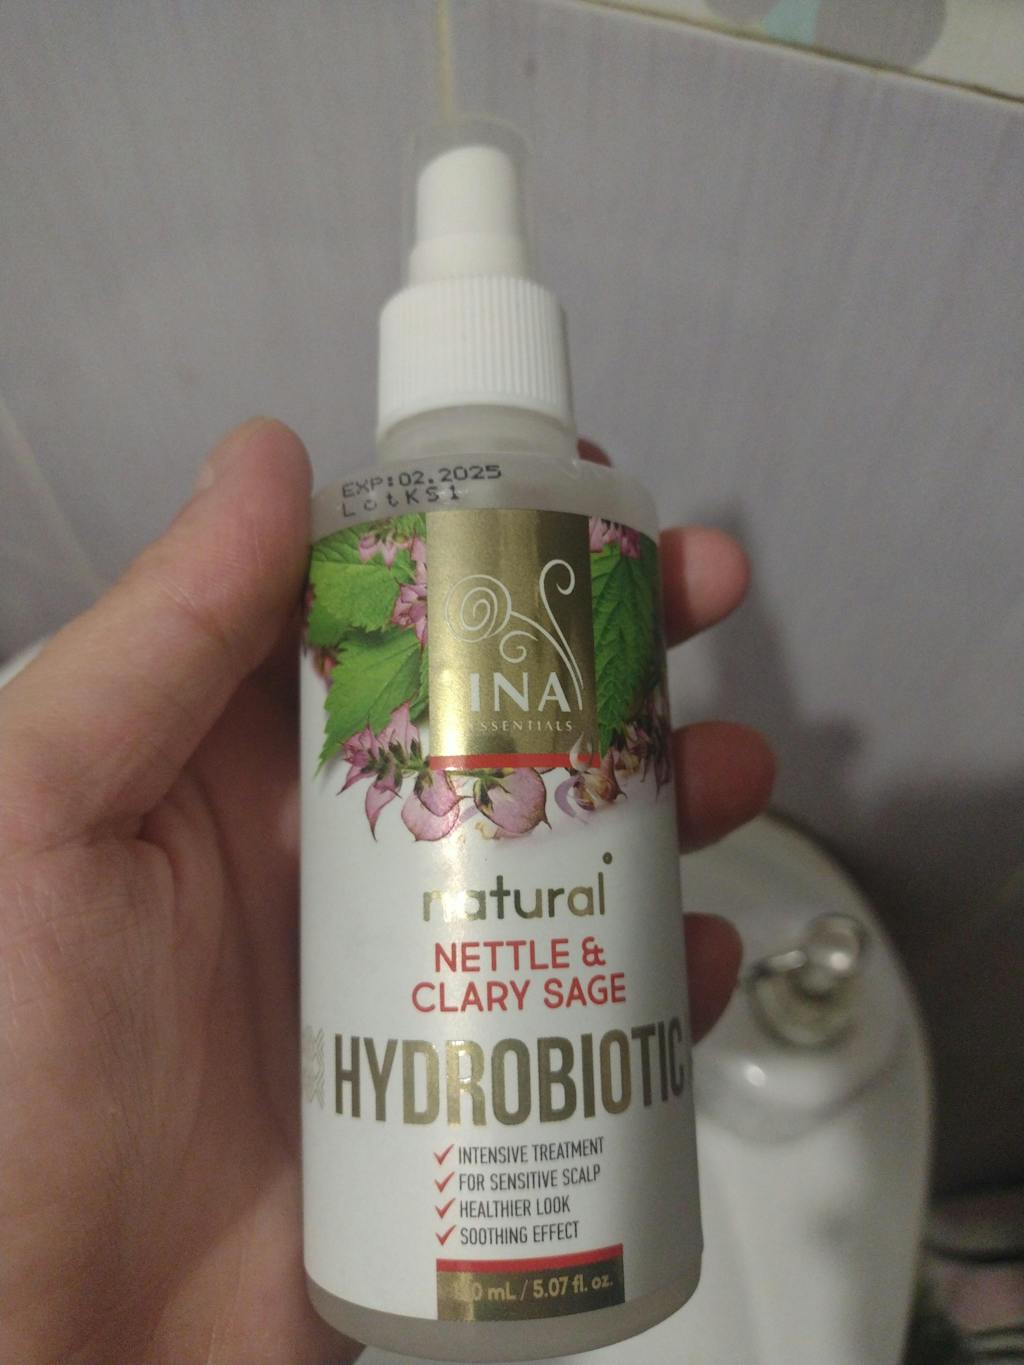 EXP:02.2025
LotKS1
INA
ESSENTIALS
natural
NETTLE &
CLARY SAGE
HYDROBIOTIC
INTENSIVE TREATMENT
FOR SENSITIVE SCALP
HEALTHIER LOOK
SOOTHING EFFECT
150 mL / 5.07 fl. oz.